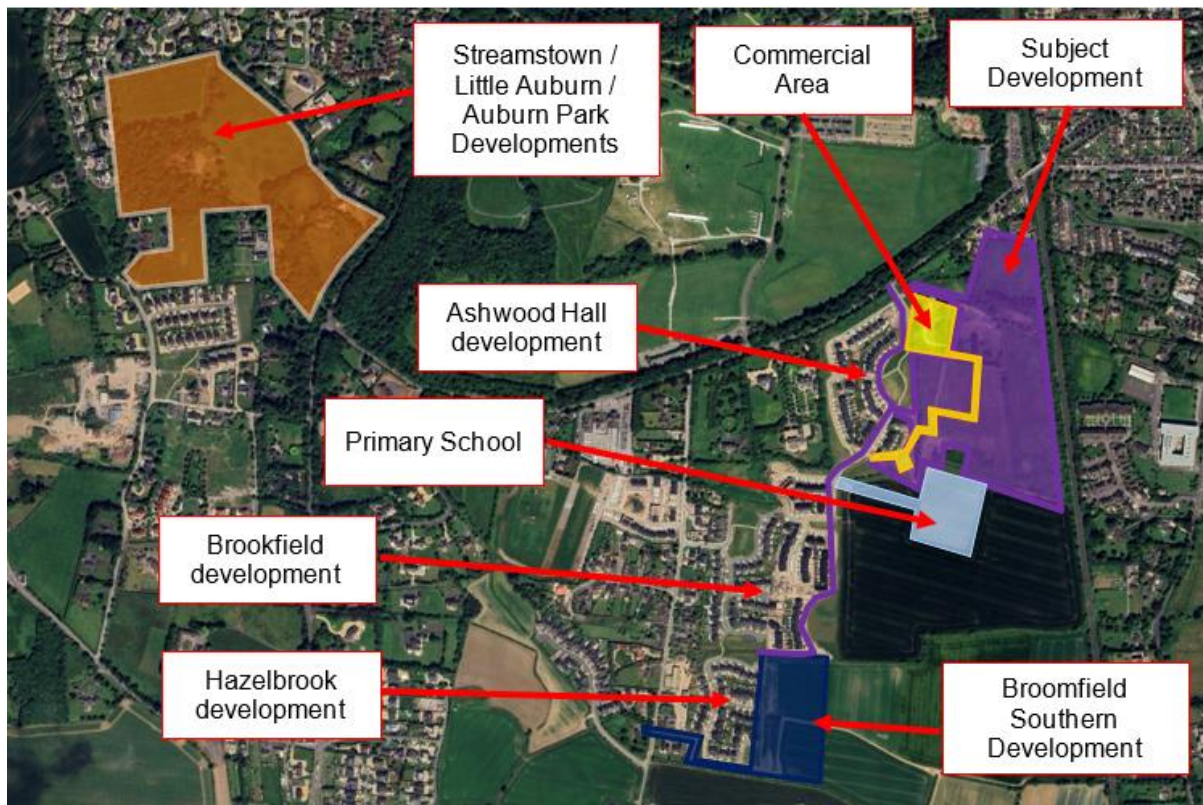 Streamstown /
Little Auburn /
Auburn Park
Developments
Commercial
Area
Subject
Development
Ashwood Hall
development
Primary School
Brookfield
development
Hazelbrook
development
Broomfield
Southern
Development